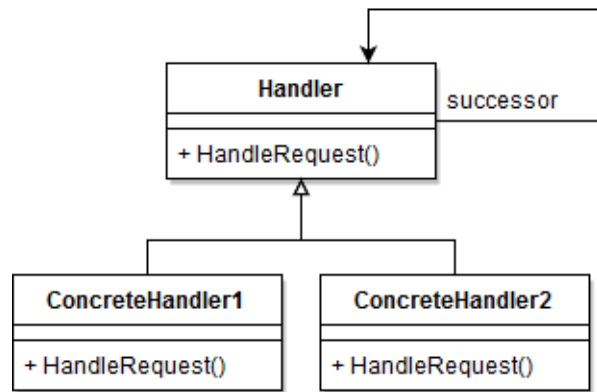 Handler
successor
+ HandleRequest()
ConcreteHandler1
ConcreteHandler2
+ HandleRequest()
+ HandleRequest()